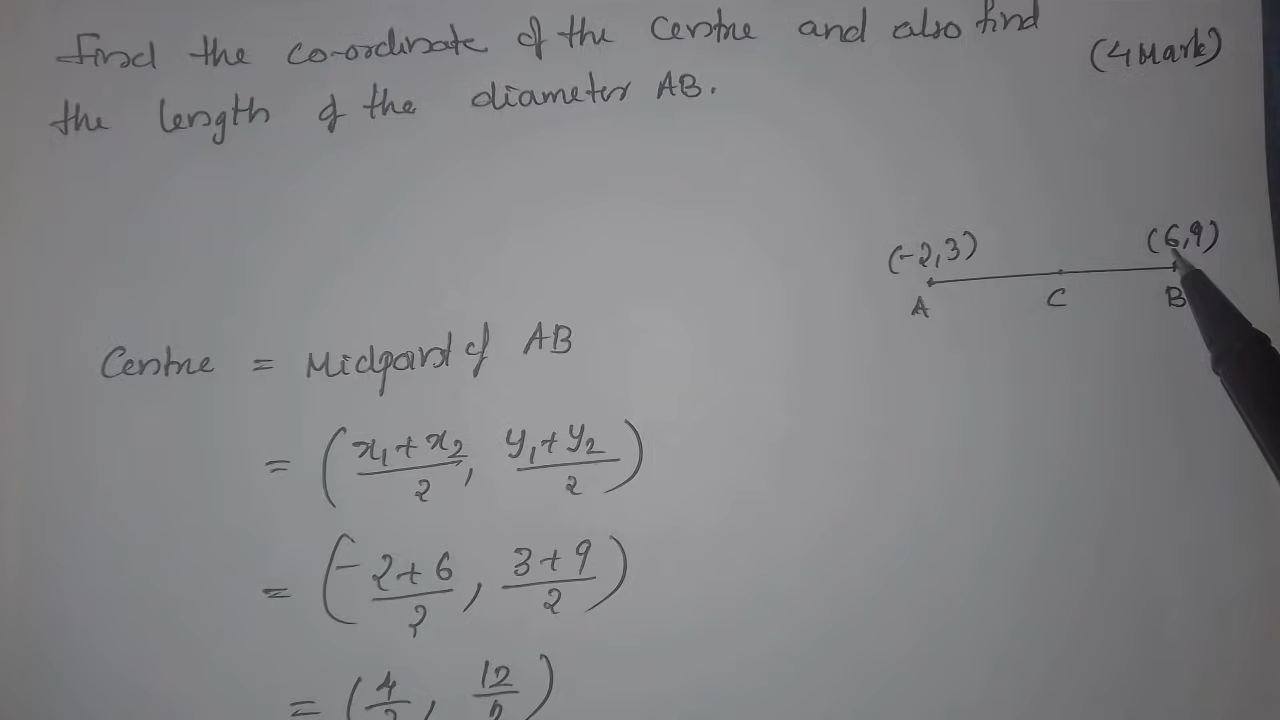 find the co-ordinate of the Centre and also find
the length of the diameter AB.
(4 Mark)
(-2,3)
(6,9)
A
C
B
Centre = Midpoint of AB
= (x₁+x₂/2, y₁+y₂/2)
= (-2+6/2, 3+9/2)
= (4/2, 12/2)